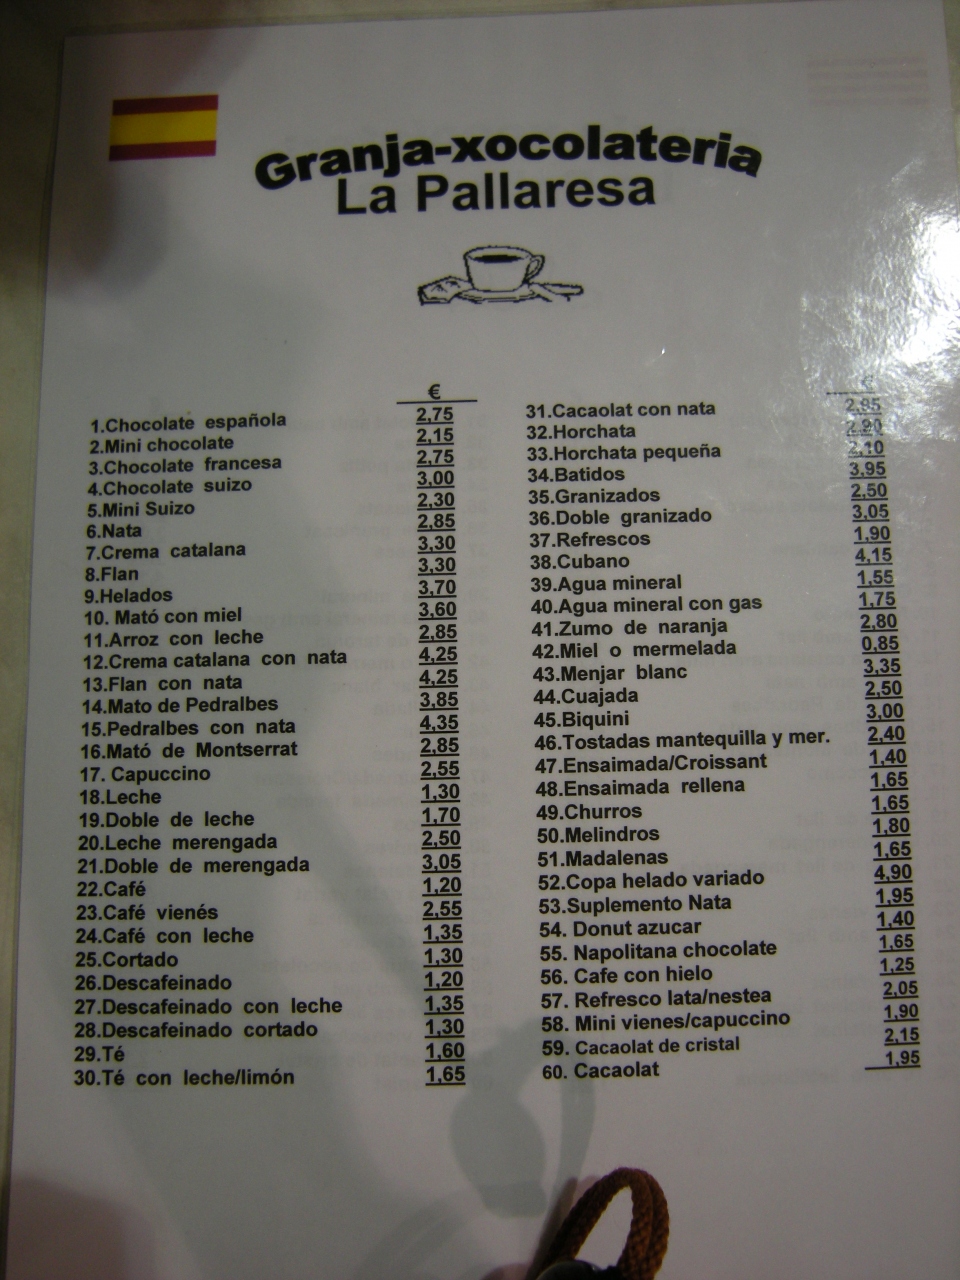 Granja-xocolateria
La Pallaresa
€
1.Chocolate española 2,75
2.Mini chocolate 2,15
3.Chocolate francesa 2,75
4.Chocolate suizo 3,00
5.Mini Suizo 2,30
6.Nata 2,85
7.Crema catalana 3,30
8.Flan 3,30
9.Helados 3,70
10. Mató con miel 3,60
11.Arroz con leche 2,85
12.Crema catalana con nata 4,25
13.Flan con nata 4,25
14.Mato de Pedralbes 3,85
15.Pedralbes con nata 4,35
16.Mató de Montserrat 2,85
17. Capuccino 2,55
18.Leche 1,30
19.Doble de leche 1,70
20.Leche merengada 2,50
21.Doble de merengada 3,05
22.Café 1,20
23.Café vienés 2,55
24.Café con leche 1,35
25.Cortado 1,30
26.Descafeinado 1,20
27.Descafeinado con leche 1,35
28.Descafeinado cortado 1,30
29.Té 1,60
30.Té con leche/limón 1,65
€
31.Cacaolat con nata 2,95
32.Horchata 2,90
33.Horchata pequeña 2,10
34.Batidos 3,95
35.Granizados 2,50
36.Doble granizado 3,05
37.Refrescos 1,90
38.Cubano 4,15
39.Agua mineral 1,55
40.Agua mineral con gas 1,75
41.Zumo de naranja 2,80
42.Miel o mermelada 0,85
43.Menjar blanc 3,35
44.Cuajada 2,50
45.Biquini 3,00
46.Tostadas mantequilla y mer. 2,40
47.Ensaimada/Croissant 1,40
48.Ensaimada rellena 1,65
49.Churros 1,65
50.Melindros 1,80
51.Madalenas 1,65
52.Copa helado variado 4,90
53.Suplemento Nata 1,95
54. Donut azucar 1,40
55. Napolitana chocolate 1,65
56. Cafe con hielo 1,25
57. Refresco lata/nestea 2,05
58. Mini vienes/capuccino 1,90
59. Cacaolat de cristal 2,15
60. Cacaolat 1,95